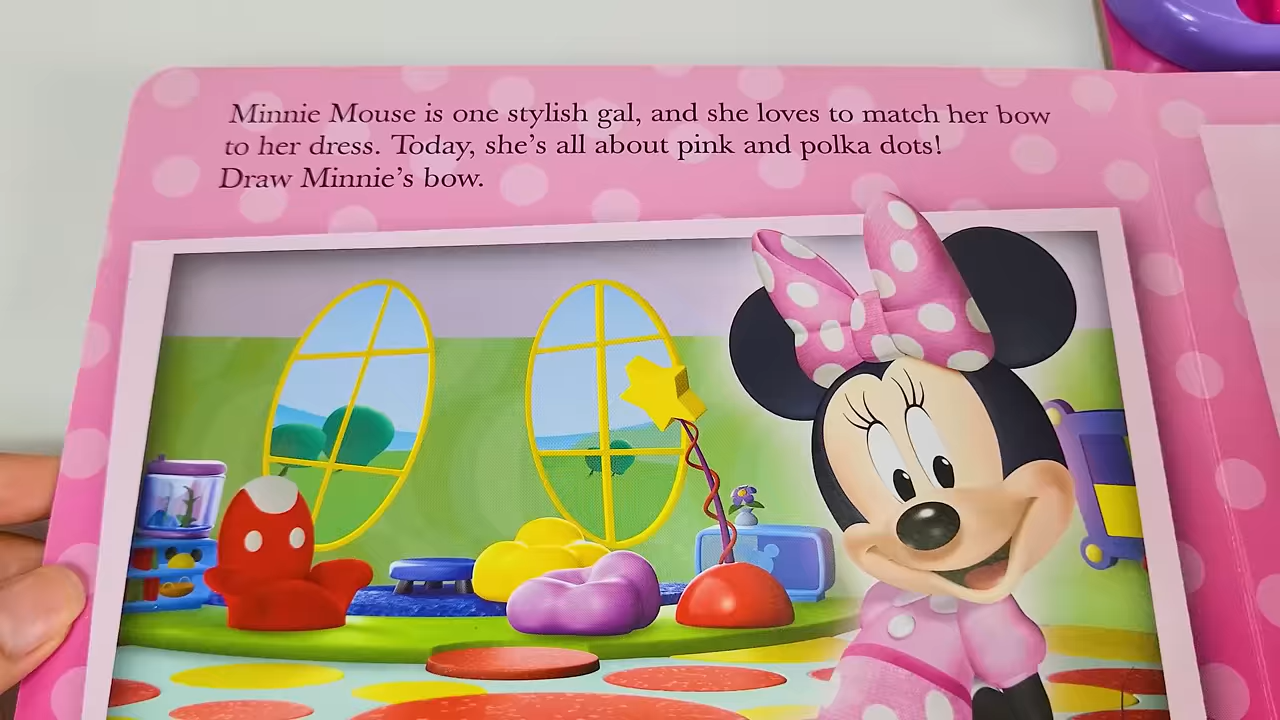 Minnie Mouse is one stylish gal, and she loves to match her bow
to her dress. Today, she's all about pink and polka dots!
Draw Minnie's bow.